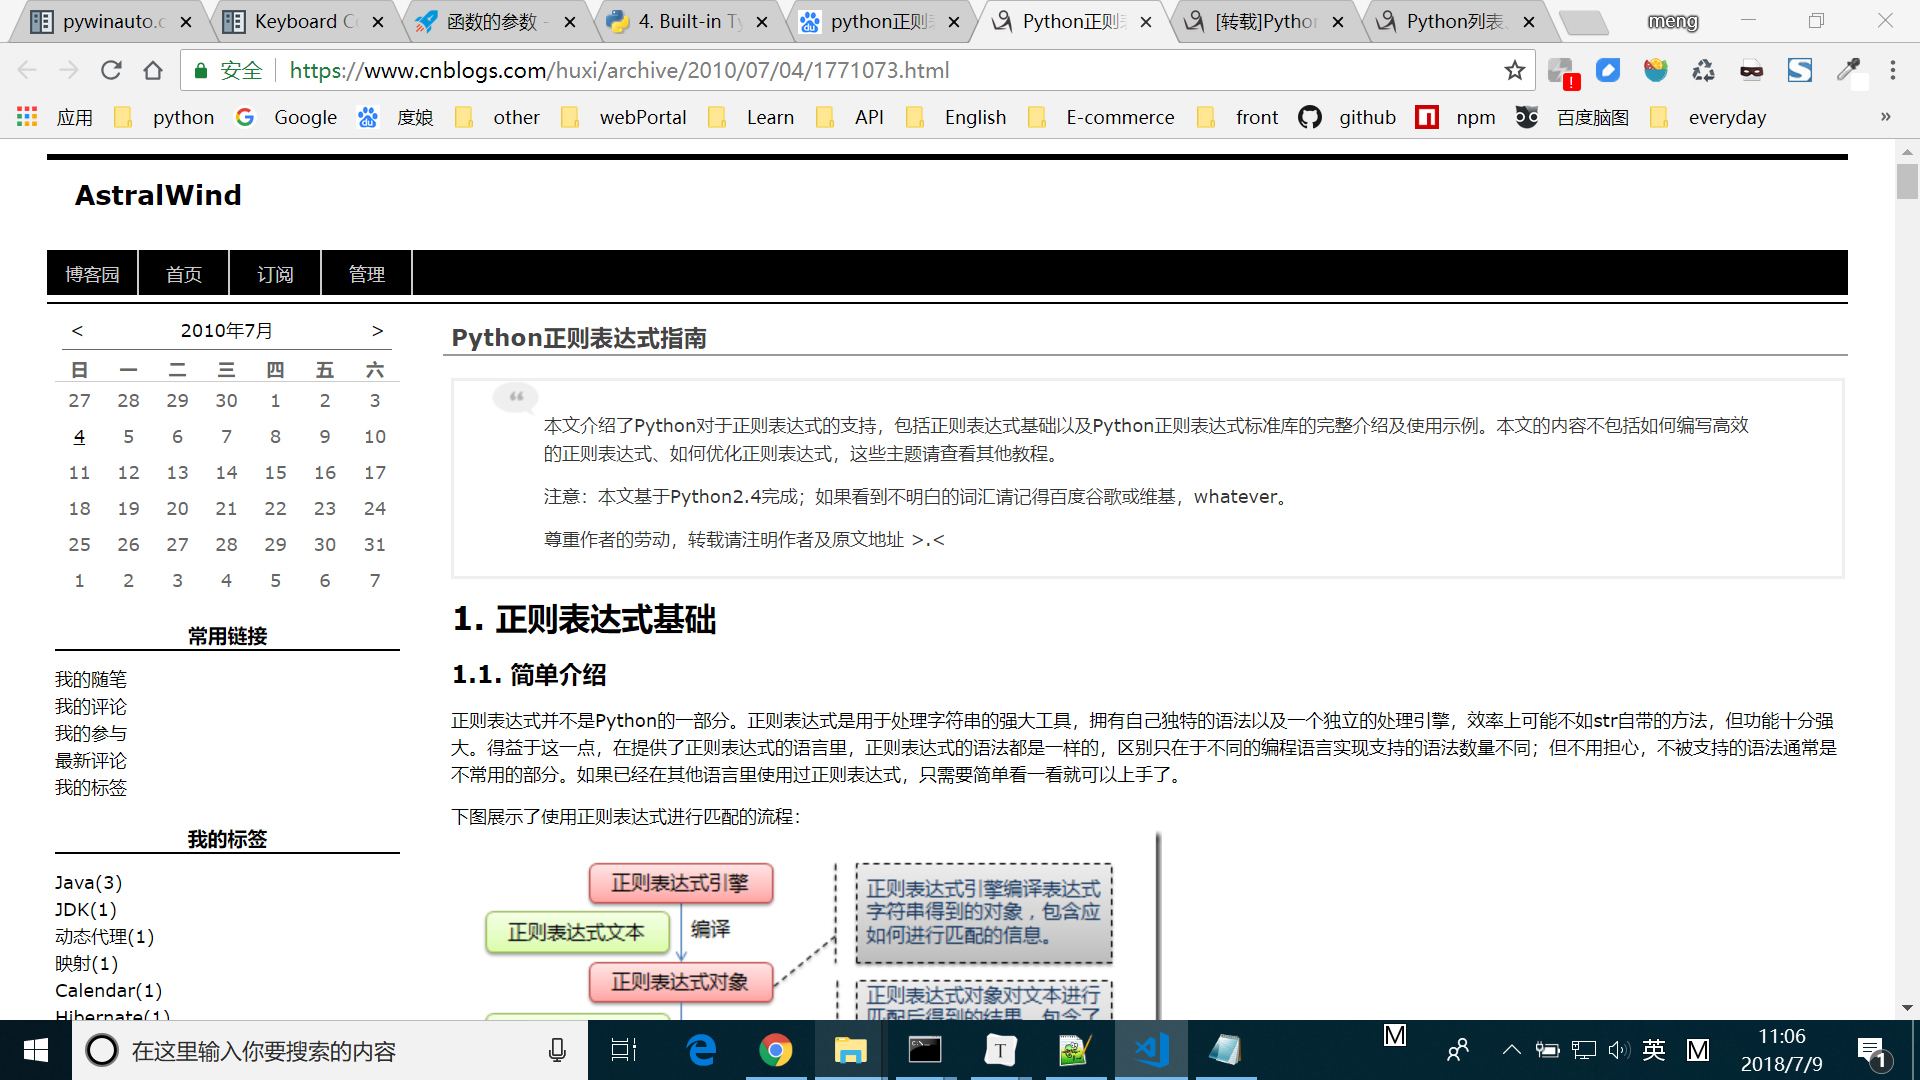 pywinauto.c
Keyboard Co
函数的参数 -
4. Built-in Ty
python正则
Python正则表
[转载]Python
Python列表
meng
安全
https://www.cnblogs.com/huxi/archive/2010/07/04/1771073.html
应用 python Google 度娘 other webPortal Learn API English E-commerce front github npm 百度脑图 everyday »
AstralWind
博客园 首页 订阅 管理
< 2010年7月 >
日 一 二 三 四 五 六
27 28 29 30 1 2 3
4 5 6 7 8 9 10
11 12 13 14 15 16 17
18 19 20 21 22 23 24
25 26 27 28 29 30 31
1 2 3 4 5 6 7
常用链接
我的随笔
我的评论
我的参与
最新评论
我的标签
我的标签
Java(3)
JDK(1)
动态代理(1)
映射(1)
Calendar(1)
Hibernate(1)
Python正则表达式指南
本文介绍了Python对于正则表达式的支持，包括正则表达式基础以及Python正则表达式标准库的完整介绍及使用示例。本文的内容不包括如何编写高效
的正则表达式、如何优化正则表达式，这些主题请查看其他教程。
注意：本文基于Python2.4完成；如果看到不明白的词汇请记得百度谷歌或维基，whatever。
尊重作者的劳动，转载请注明作者及原文地址 >.<
1. 正则表达式基础
1.1. 简单介绍
正则表达式并不是Python的一部分。正则表达式是用于处理字符串的强大工具，拥有自己独特的语法以及一个独立的处理引擎，效率上可能不如str自带的方法，但功能十分强
大。得益于这一点，在提供了正则表达式的语言里，正则表达式的语法都是一样的，区别只在于不同的编程语言实现支持的语法数量不同；但不用担心，不被支持的语法通常是
不常用的部分。如果已经在其他语言里使用过正则表达式，只需要简单看一看就可以上手了。
下图展示了使用正则表达式进行匹配的流程：
正则表达式引擎
正则表达式文本
编译
正则表达式对象
正则表达式引擎编译表达式
字符串得到的对象，包含应
如何进行匹配的信息。
正则表达式对象对文本进行
匹配后得到的结果，包含了
在这里输入你要搜索的内容
T
M
英
M
11:06
2018/7/9
1